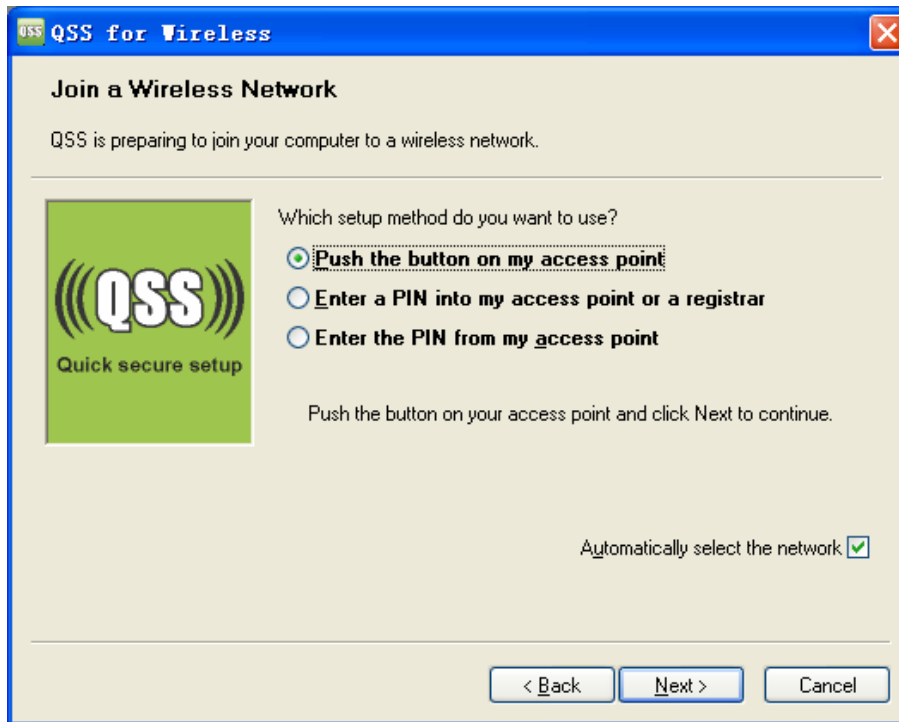 QSS QSS for Wireless
Join a Wireless Network
QSS is preparing to join your computer to a wireless network.
Which setup method do you want to use?
Push the button on my access point
Enter a PIN into my access point or a registrar
Enter the PIN from my access point
(((QSS)))
Quick secure setup
Push the button on your access point and click Next to continue.
Automatically select the network
< Back
Next >
Cancel